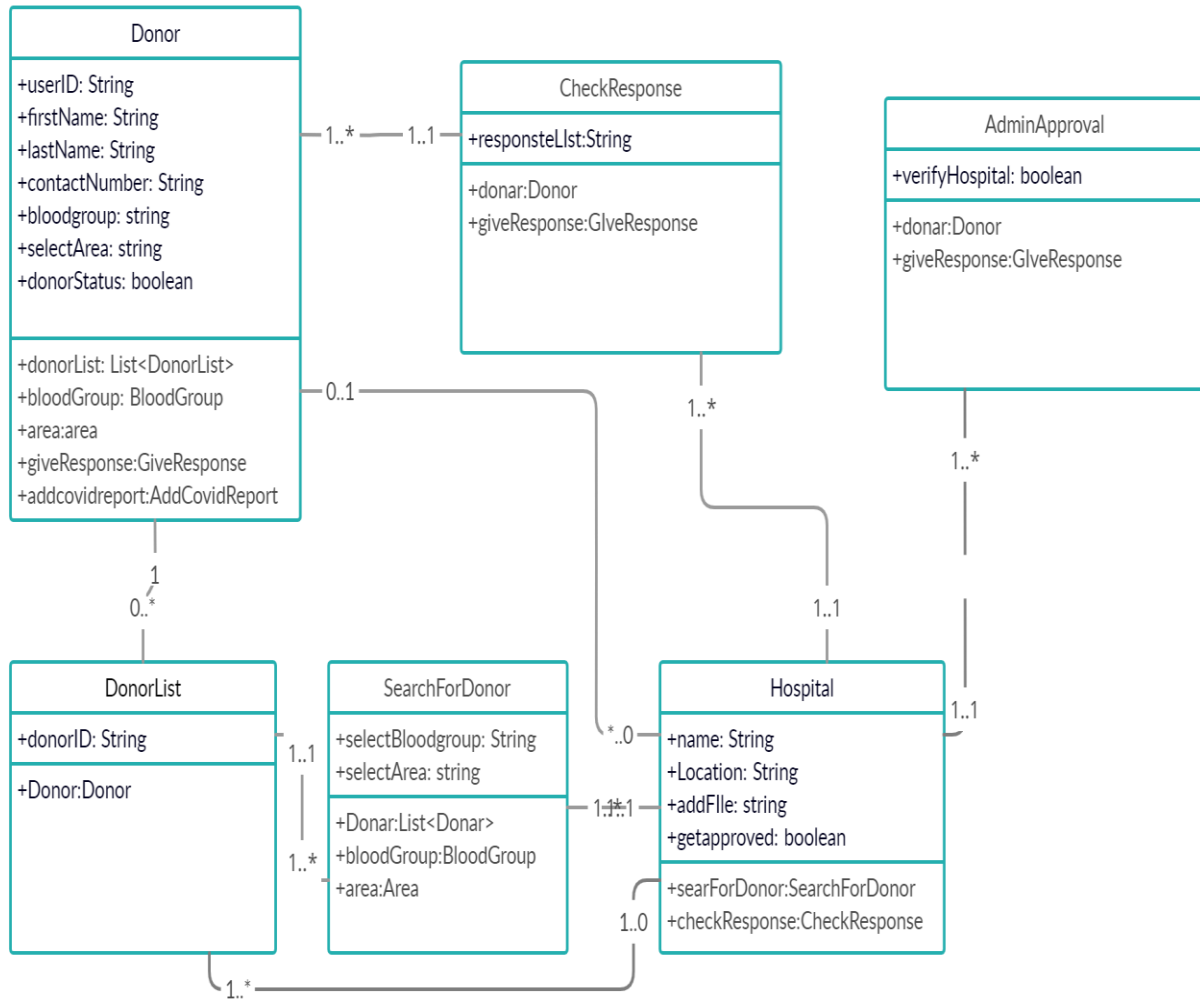 Donor
+userID: String
+firstName: String
+lastName: String
+contactNumber: String
+bloodgroup: string
+selectArea: string
+donorStatus: boolean
+donorList: List<DonorList>
+bloodGroup: BloodGroup
+area:area
+giveResponse:GiveResponse
+addcovidreport:AddCovidReport
1..*
1..1
CheckResponse
+responsteLIst:String
+donar:Donor
+giveResponse:GIveResponse
AdminApproval
+verifyHospital: boolean
+donar:Donor
+giveResponse:GIveResponse
0..1
1..*
1..*
1
0..*
1..1
DonorList
+donorID: String
+Donor:Donor
1..1
1..*
SearchForDonor
+selectBloodgroup: String
+selectArea: string
+Donar:List<Donar>
+bloodGroup:BloodGroup
+area:Area
*..0
1..1
Hospital
+name: String
+Location: String
+addFIle: string
+getapproved: boolean
+searForDonor:SearchForDonor
+checkResponse:CheckResponse
1..0
1..*